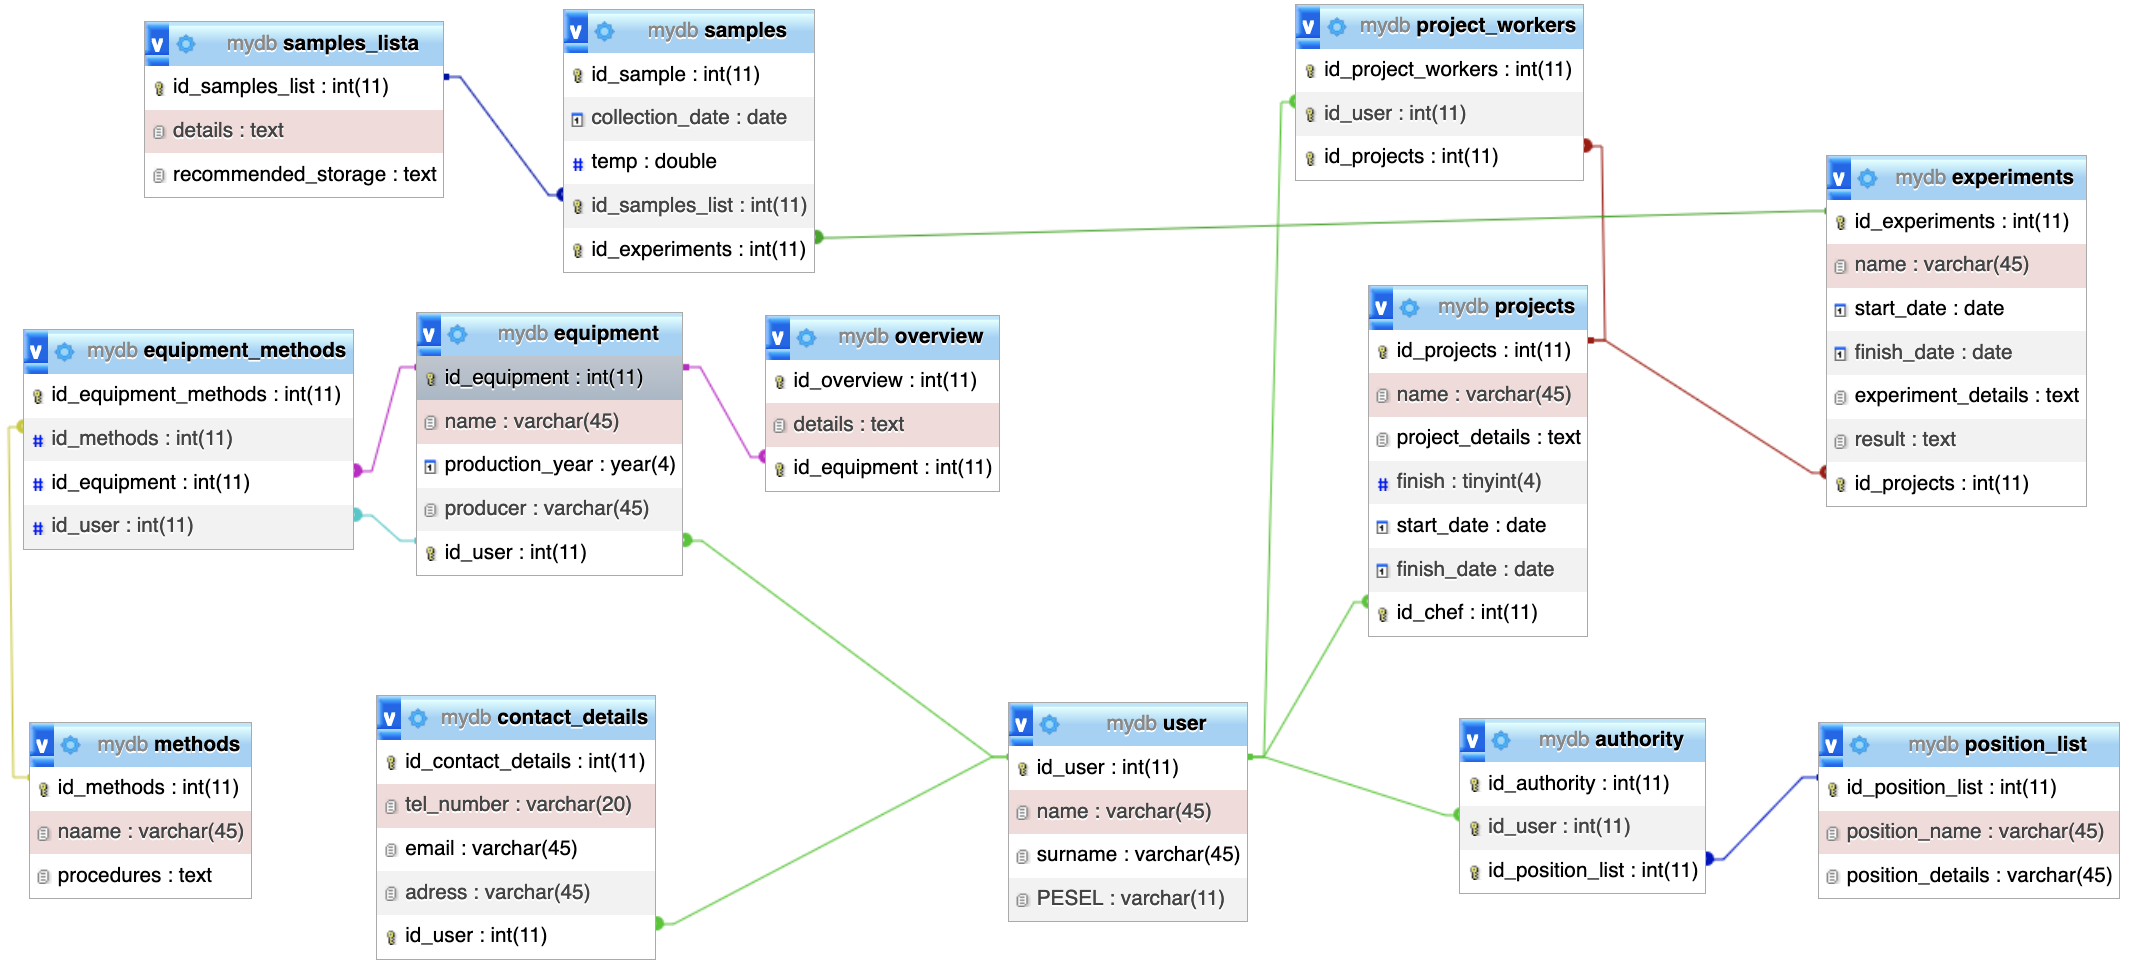 mydb samples_lista
id_samples_list : int(11)
details : text
recommended_storage : text
mydb samples
id_sample : int(11)
collection_date : date
temp : double
id_samples_list : int(11)
id_experiments : int(11)
mydb project_workers
id_project_workers : int(11)
id_user : int(11)
id_projects : int(11)
mydb experiments
id_experiments : int(11)
name : varchar(45)
start_date : date
finish_date : date
experiment_details : text
result : text
id_projects : int(11)
mydb equipment_methods
id_equipment_methods : int(11)
id_methods : int(11)
id_equipment : int(11)
id_user : int(11)
mydb equipment
id_equipment : int(11)
name : varchar(45)
production_year : year(4)
producer : varchar(45)
id_user : int(11)
mydb overview
id_overview : int(11)
details : text
id_equipment : int(11)
mydb projects
id_projects : int(11)
name : varchar(45)
project_details : text
finish : tinyint(4)
start_date : date
finish_date : date
id_chef : int(11)
mydb methods
id_methods : int(11)
naame : varchar(45)
procedures : text
mydb contact_details
id_contact_details : int(11)
tel_number : varchar(20)
email : varchar(45)
adress : varchar(45)
id_user : int(11)
mydb user
id_user : int(11)
name : varchar(45)
surname : varchar(45)
PESEL : varchar(11)
mydb authority
id_authority : int(11)
id_user : int(11)
id_position_list : int(11)
mydb position_list
id_position_list : int(11)
position_name : varchar(45)
position_details : varchar(45)